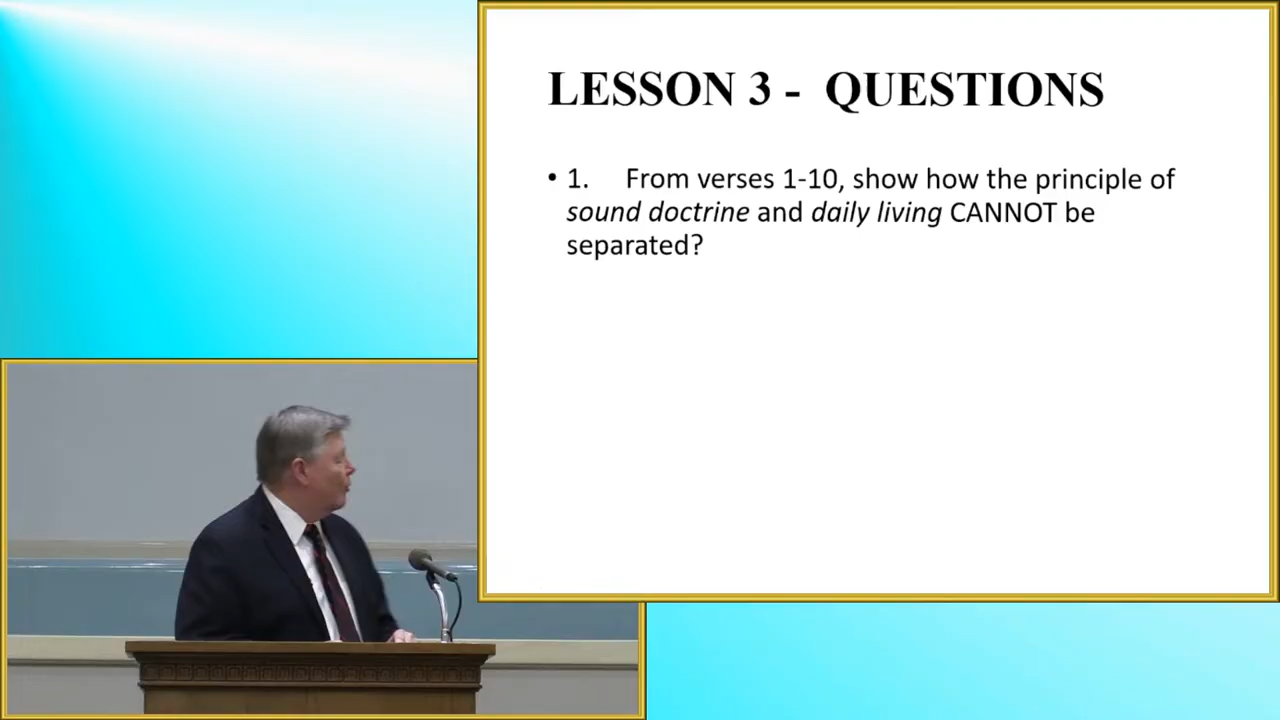 LESSON 3 - QUESTIONS
• 1. From verses 1-10, show how the principle of
sound doctrine and daily living CANNOT be
separated?